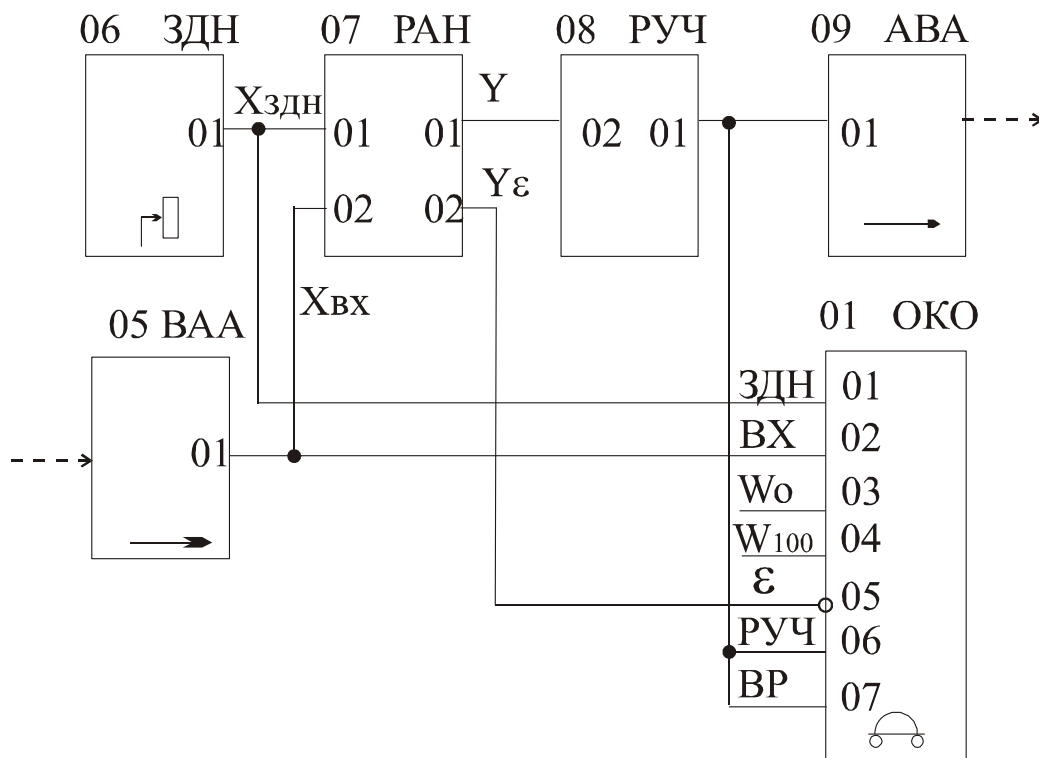 06 ЗДН 07 РАН 08 РУЧ 09 АВА
Xздн Y
01 01 01 02 01 01
Yε
02 02
Xвх
05 ВАА 01 ОКО
ЗДН 01
ВХ 02
01
Wo 03
W100 04
ε 05
РУЧ 06
ВР 07